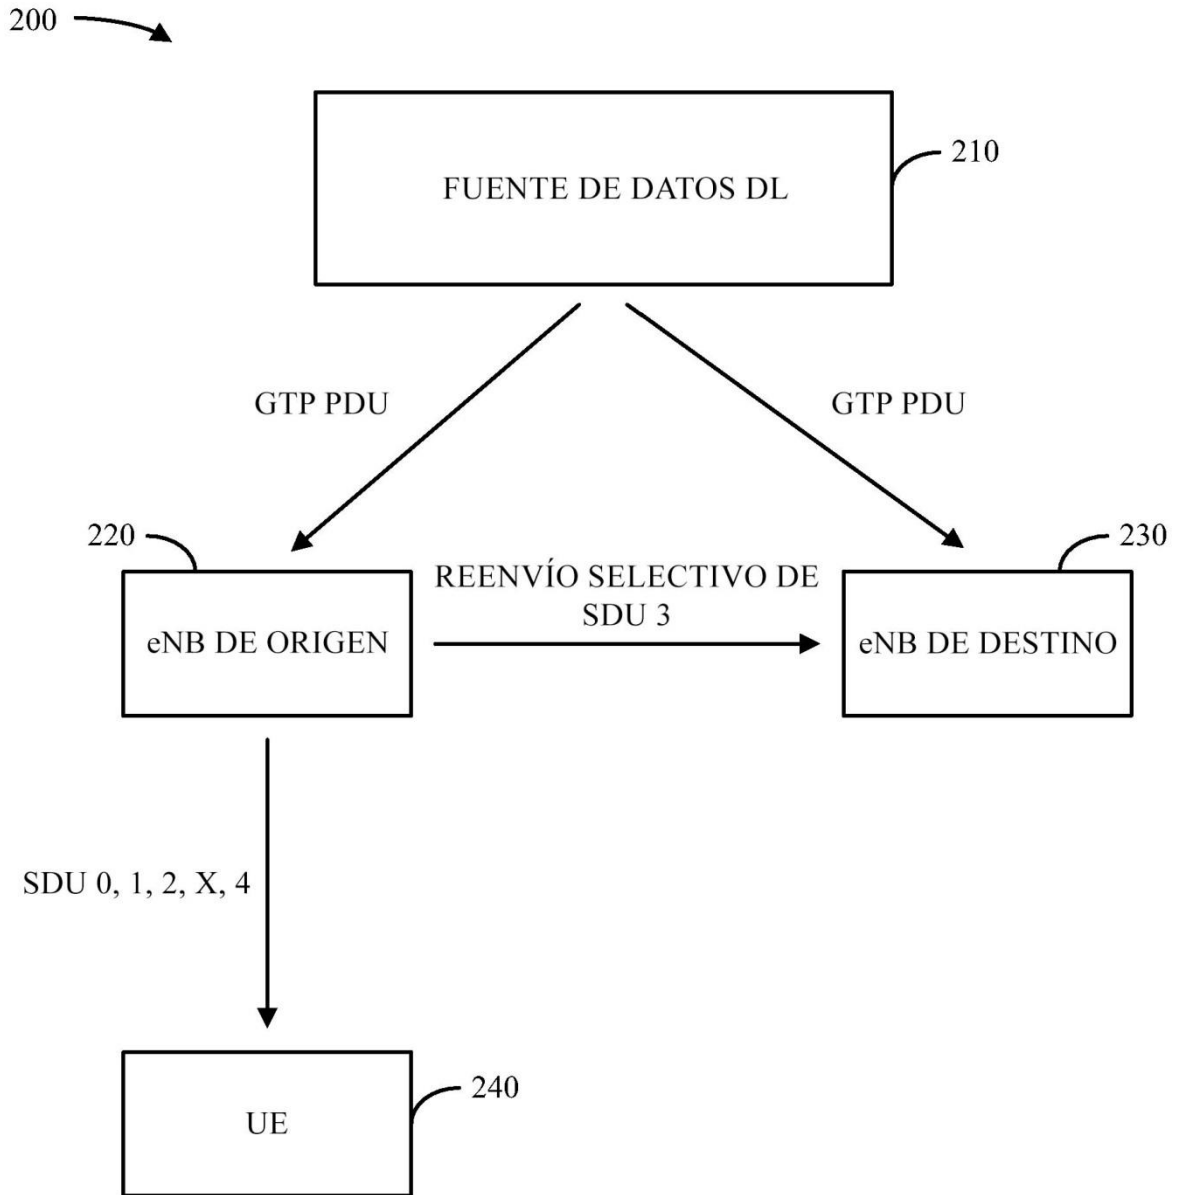 200
210
FUENTE DE DATOS DL
GTP PDU
GTP PDU
220
230
REENVÍO SELECTIVO DE
SDU 3
eNB DE ORIGEN
eNB DE DESTINO
SDU 0, 1, 2, X, 4
240
UE